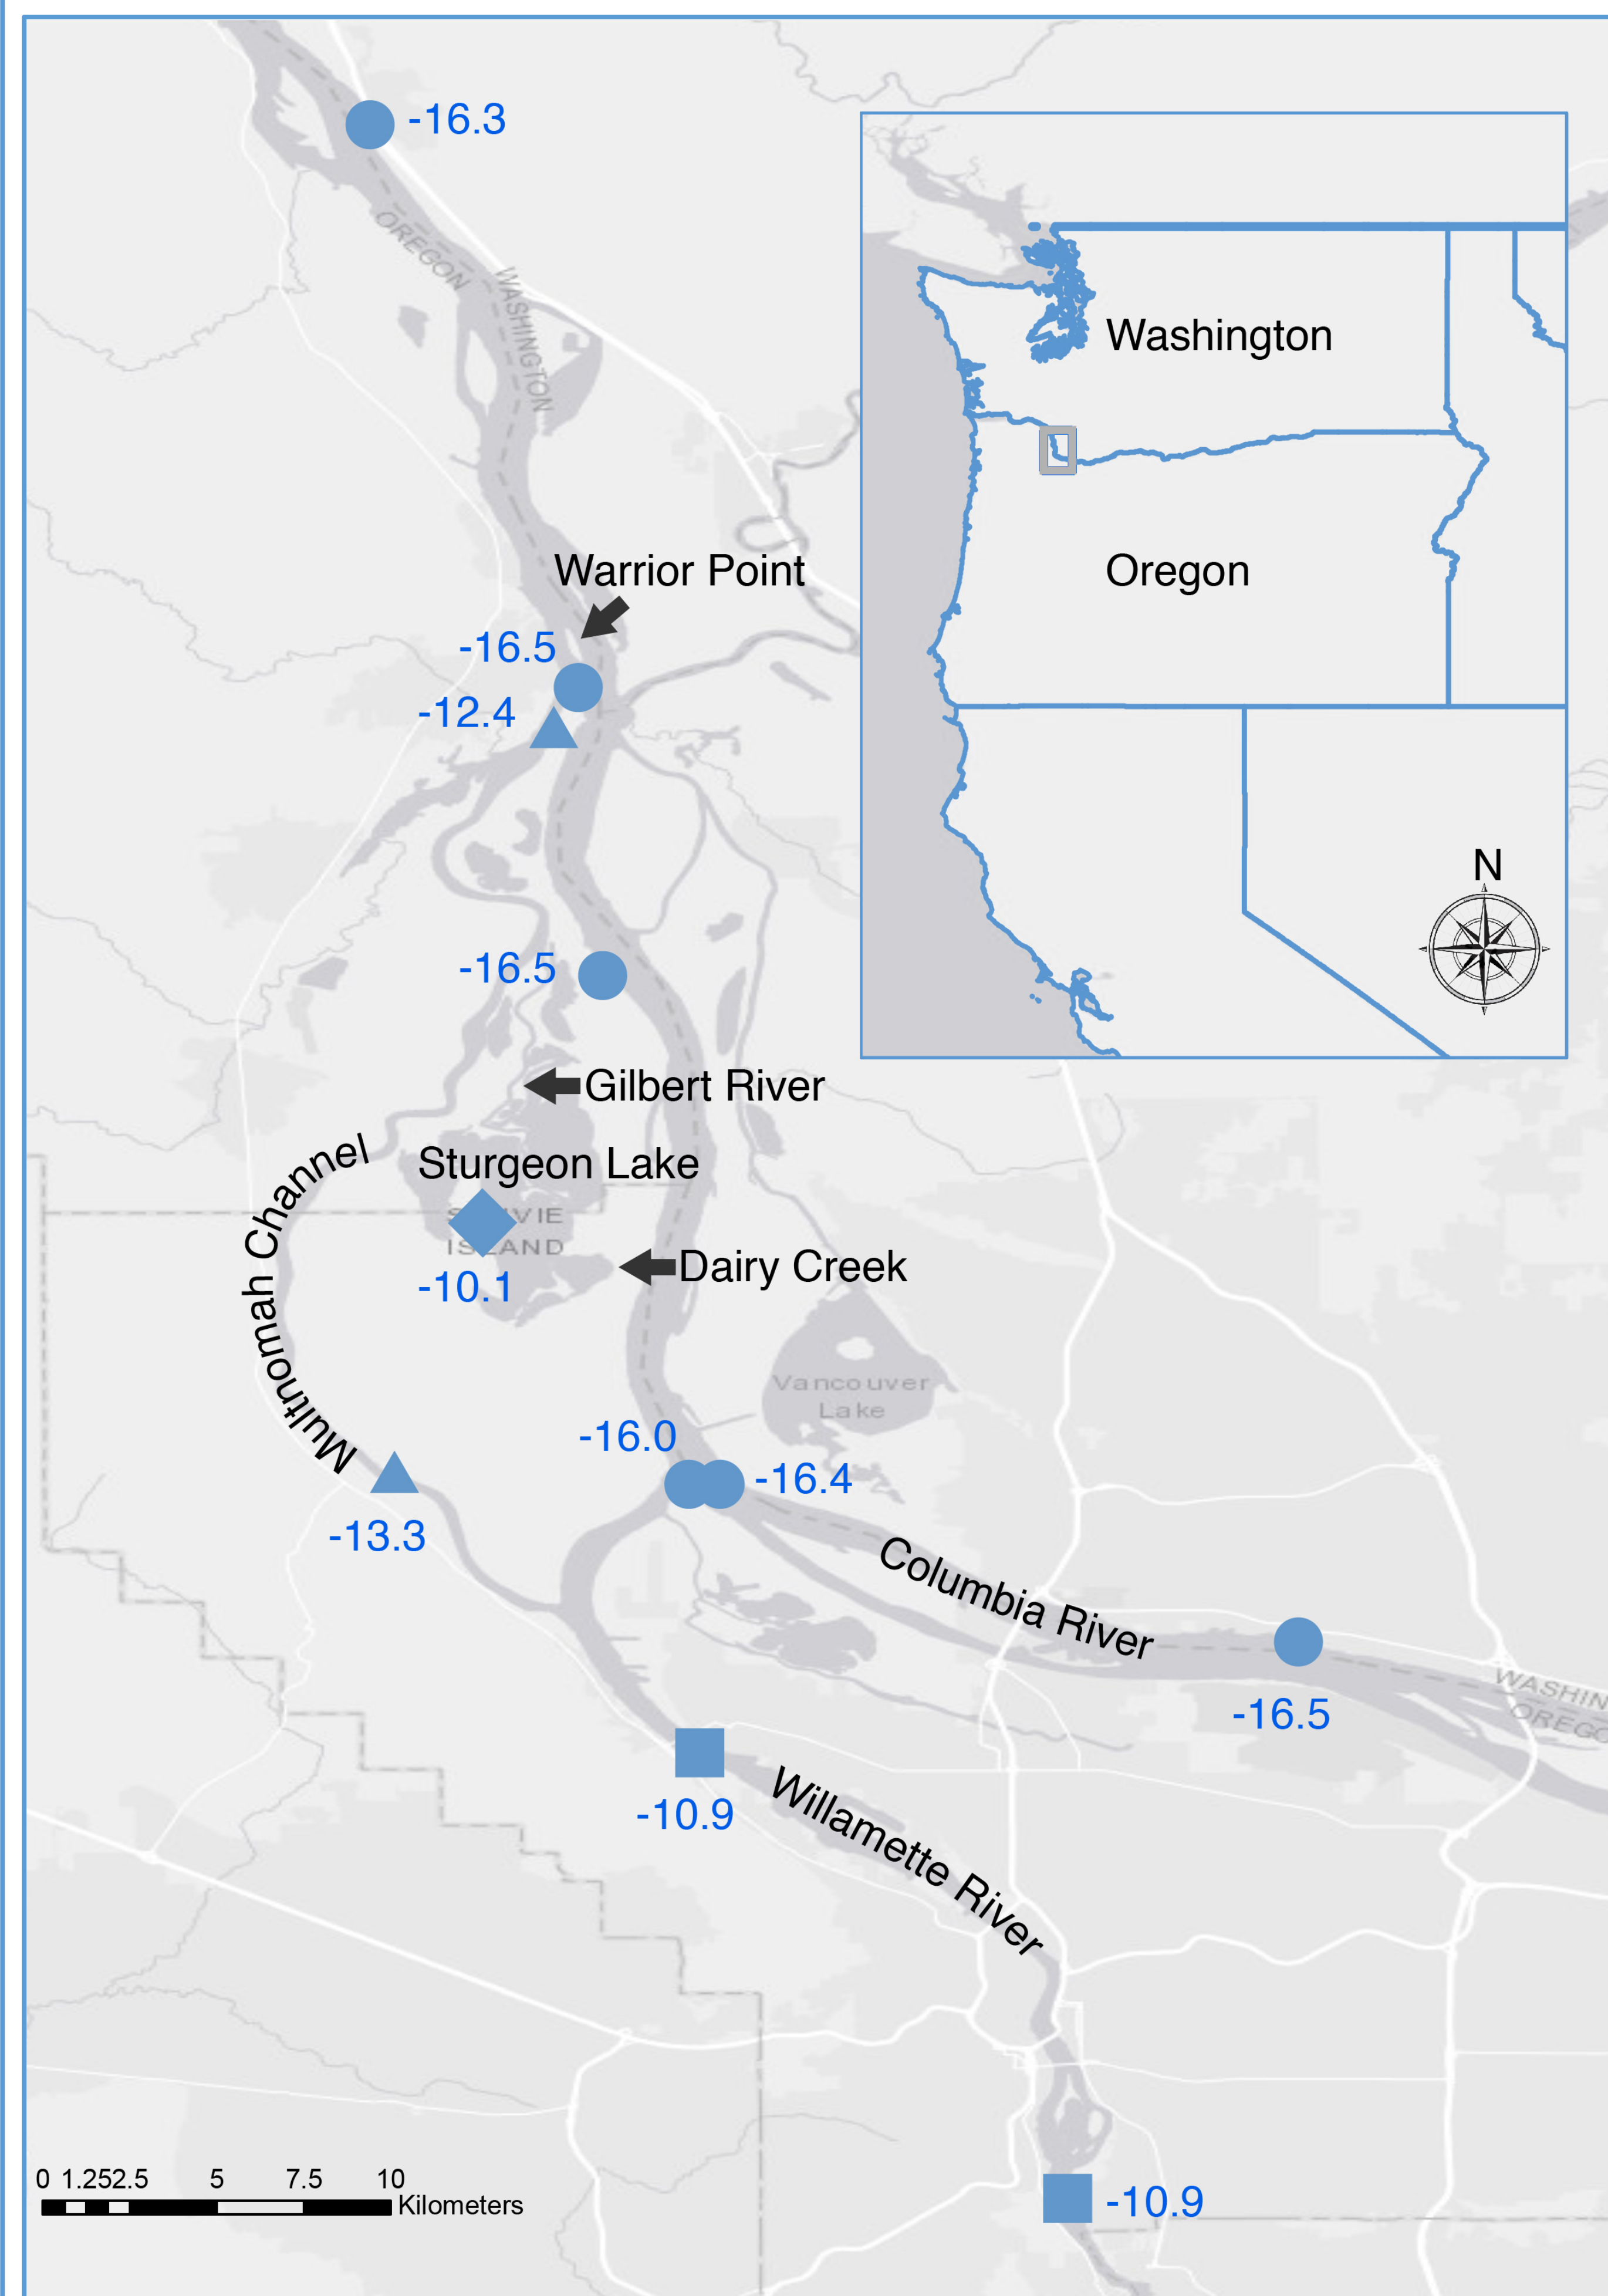 -16.3
OREGON
WASHINGTON
Washington
Oregon
N
Warrior Point
-16.5
-12.4
-16.5
Gilbert River
Multnomah Channel
Sturgeon Lake
ISLAND
-10.1
Dairy Creek
Vancouver
Lake
-16.0
-16.4
-13.3
Columbia River
-16.5
WASHIN
OREGO
-10.9
Willamette River
0 1.252.5 5 7.5 10
Kilometers
-10.9